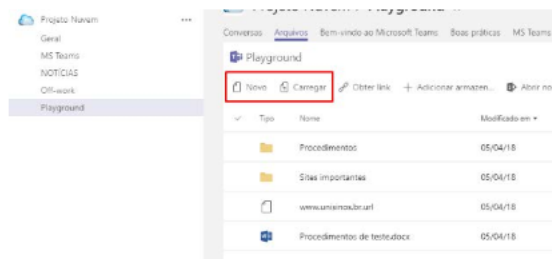 Projeto Nuvem ...
Geral
MS Teams
NOTÍCIAS
Off-work
Playground
Conversas Arquivos Bem-vindo ao Microsoft Teams Boas práticas MS Teams
Playground
Novo Carregar Obter link + Adicionar armazen... Abrir no
Tipo Nome Modificado em
Procedimentos 05/04/18
Sites importantes 05/04/18
www.unisinos.br.url 05/04/18
Procedimentos de teste.docx 05/04/18